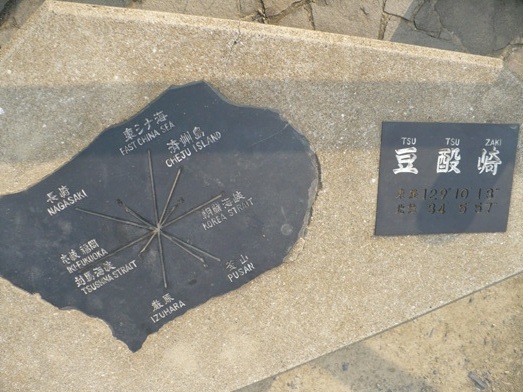 東シナ海
EAST CHINA SEA
済州島
CHEJU ISLAND
長崎
NAGASAKI
朝鮮海峡
KOREA STRAIT
壱岐 福岡
対馬海峡
TSUSHIMA STRAIT
釜山
PUSAN
厳原
IZUHARA
TSU TSU ZAKI
豆酘崎